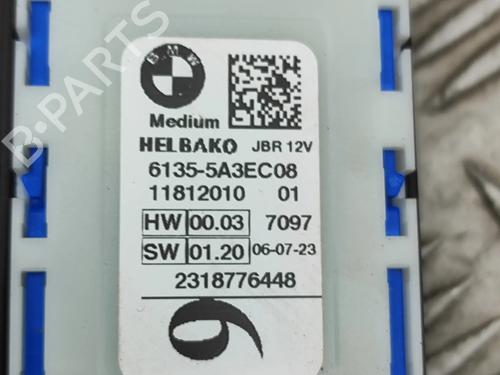 B-PARTS
BMW
Medium
HELBAKO JBR 12V
6135-5A3EC08
11812010 01
HW 00.03 7097
SW 01.20 06-07-23
2318776448
6